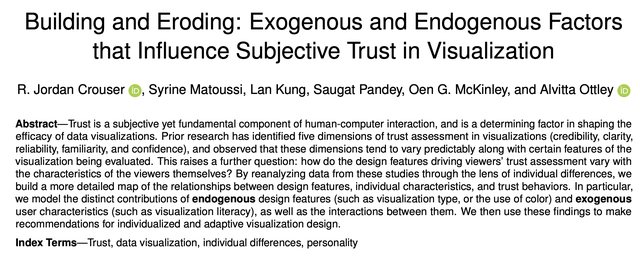 Building and Eroding: Exogenous and Endogenous Factors
that Influence Subjective Trust in Visualization
R. Jordan Crouser iD, Syrine Matoussi, Lan Kung, Saugat Pandey, Oen G. McKinley, and Alvitta Ottley iD
Abstract—Trust is a subjective yet fundamental component of human-computer interaction, and is a determining factor in shaping the
efficacy of data visualizations. Prior research has identified five dimensions of trust assessment in visualizations (credibility, clarity,
reliability, familiarity, and confidence), and observed that these dimensions tend to vary predictably along with certain features of the
visualization being evaluated. This raises a further question: how do the design features driving viewers' trust assessment vary with
the characteristics of the viewers themselves? By reanalyzing data from these studies through the lens of individual differences, we
build a more detailed map of the relationships between design features, individual characteristics, and trust behaviors. In particular,
we model the distinct contributions of endogenous design features (such as visualization type, or the use of color) and exogenous
user characteristics (such as visualization literacy), as well as the interactions between them. We then use these findings to make
recommendations for individualized and adaptive visualization design.
Index Terms—Trust, data visualization, individual differences, personality